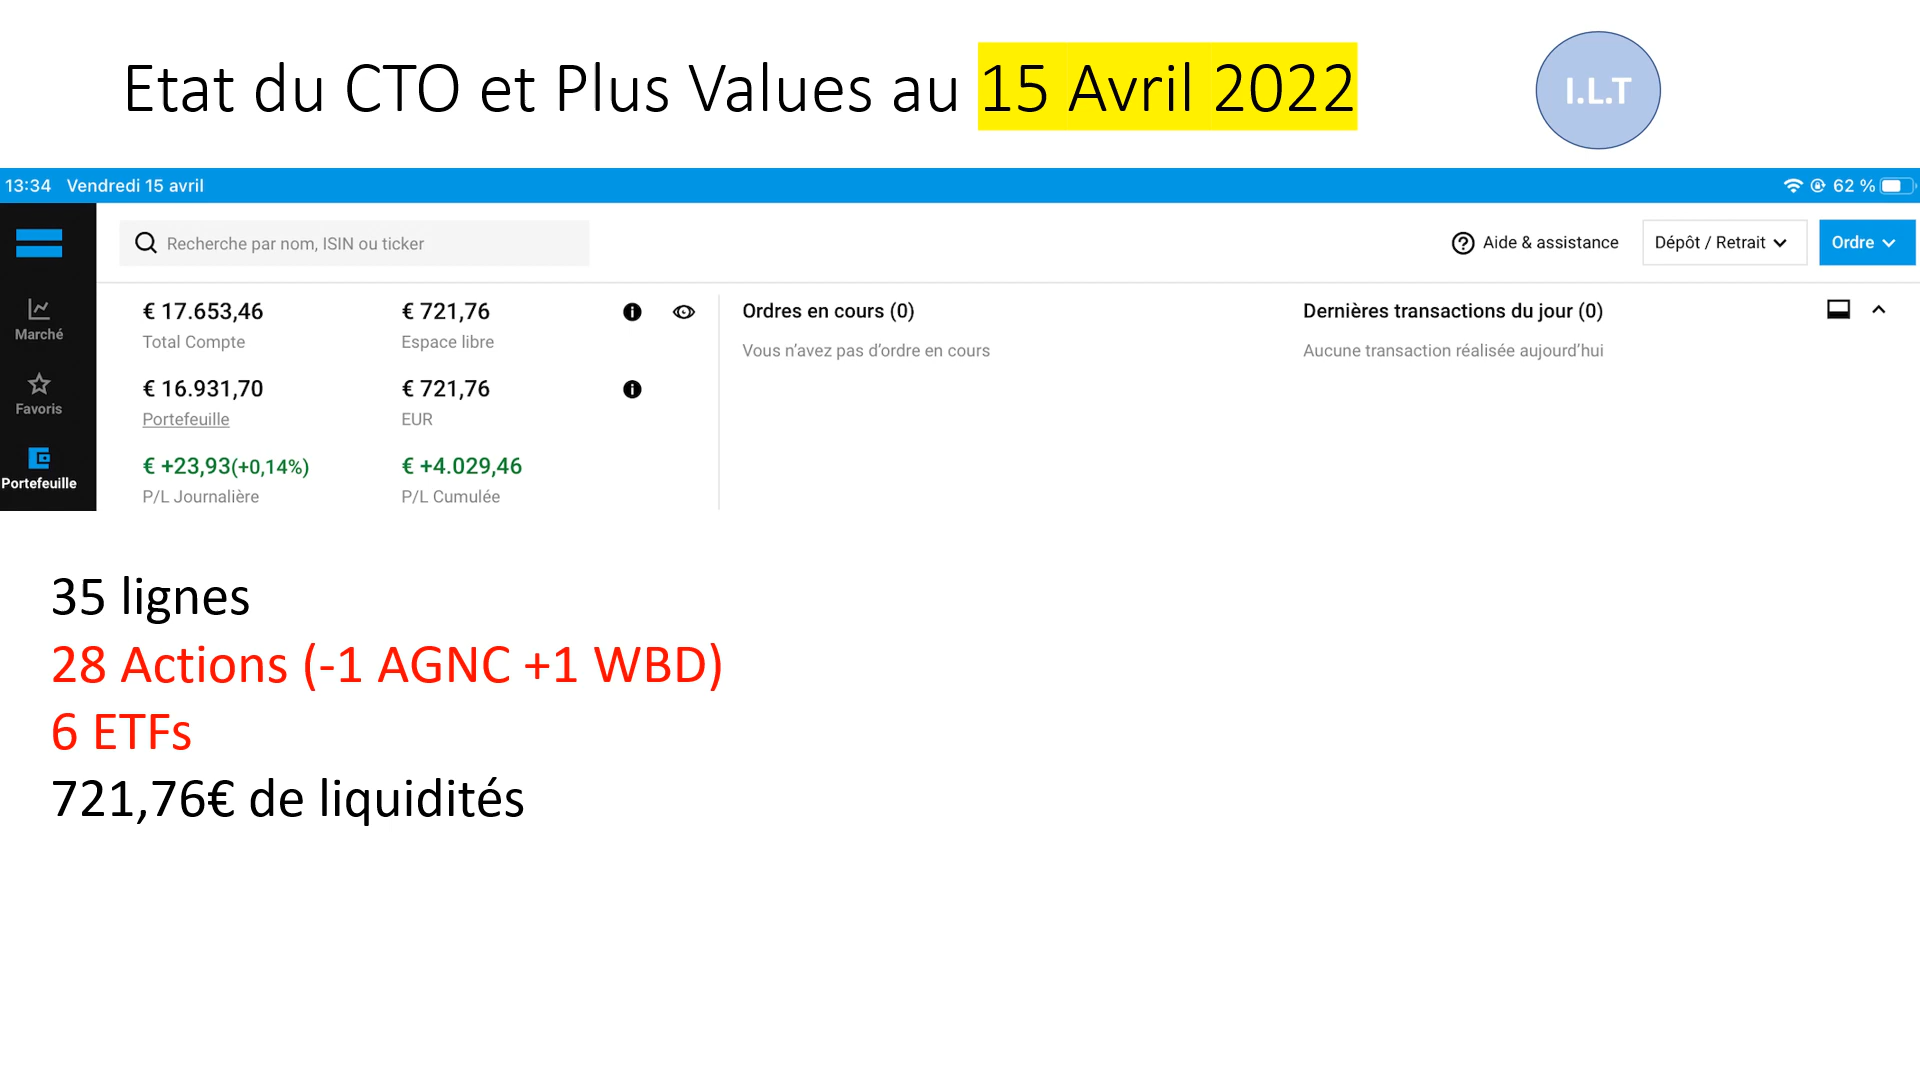 Etat du CTO et Plus Values au 15 Avril 2022
I.L.T
13:34 Vendredi 15 avril
62 %
Recherche par nom, ISIN ou ticker
Aide & assistance
Dépôt / Retrait
Ordre
Marché
Favoris
Portefeuille
€ 17.653,46
Total Compte
€ 721,76
Espace libre
€ 16.931,70
Portefeuille
€ 721,76
EUR
€ +23,93(+0,14%)
P/L Journalière
€ +4.029,46
P/L Cumulée
Ordres en cours (0)
Vous n’avez pas d’ordre en cours
Dernières transactions du jour (0)
Aucune transaction réalisée aujourd’hui
35 lignes
28 Actions (-1 AGNC +1 WBD)
6 ETFs
721,76€ de liquidités